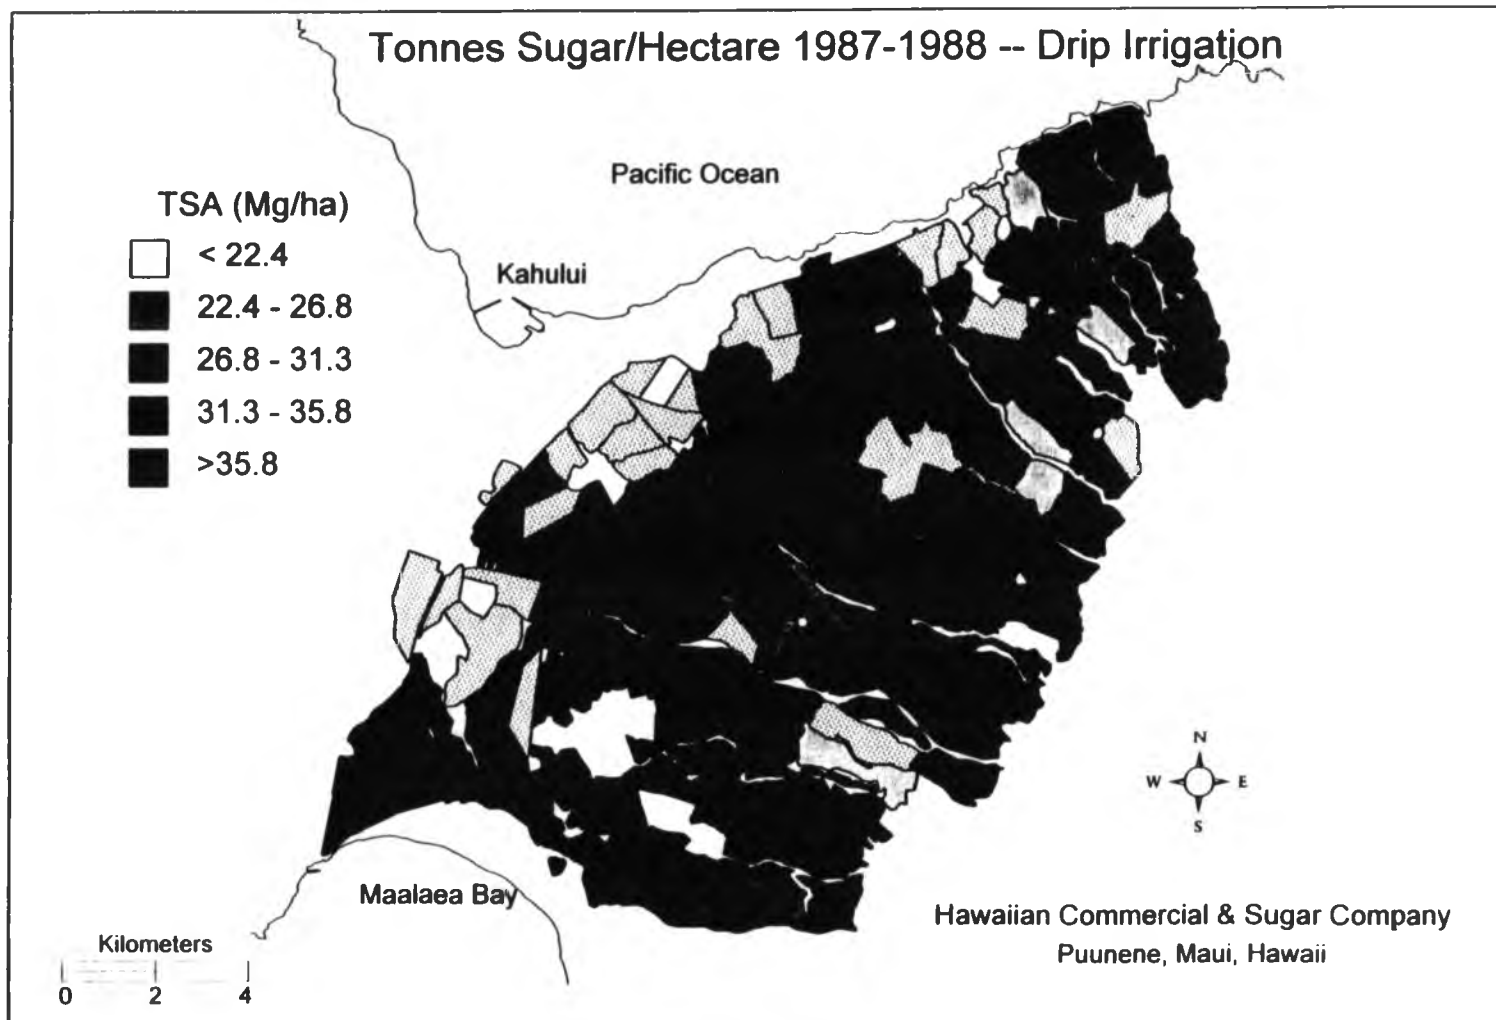 Tonnes Sugar/Hectare 1987-1988 -- Drip Irrigation
Pacific Ocean
TSA (Mg/ha)
< 22.4
22.4 - 26.8
26.8 - 31.3
31.3 - 35.8
>35.8
Kahului
N
W E
S
Maalaea Bay
Hawaiian Commercial & Sugar Company
Puunene, Maui, Hawaii
Kilometers
0 2 4